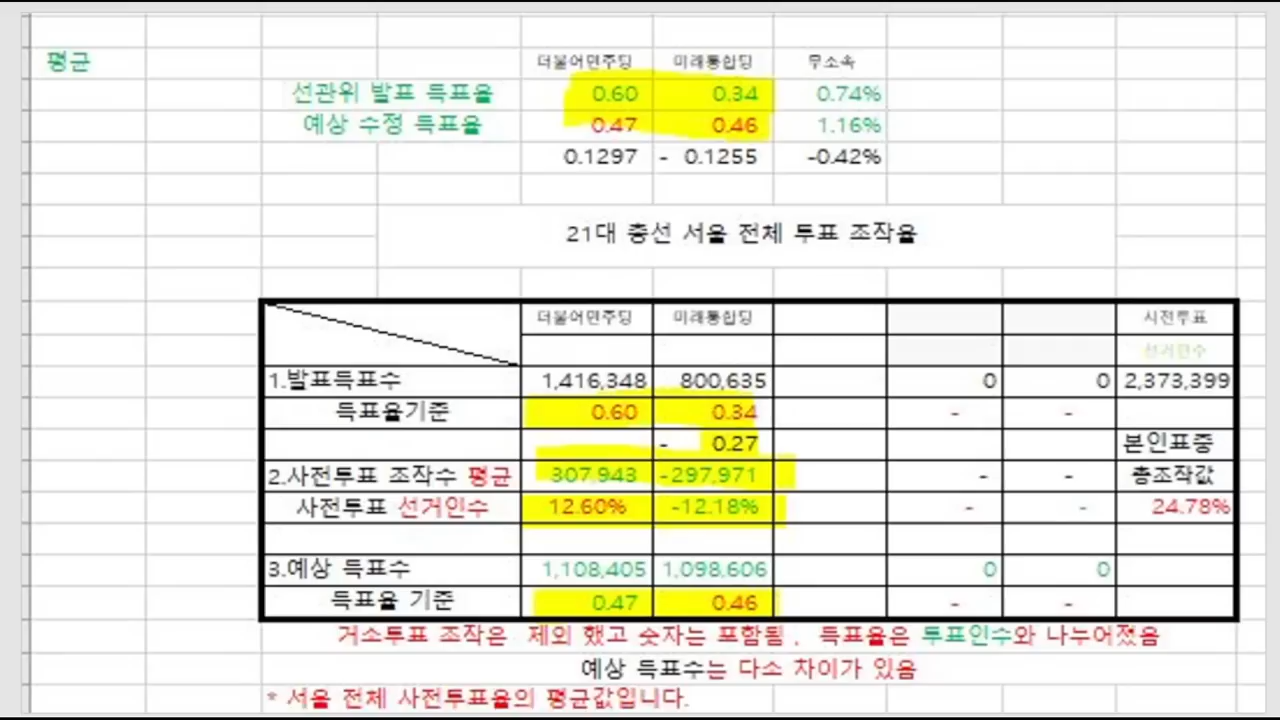 평균 더불어민주당 미래통합당 무소속
선관위 발표 득표율 0.60 0.34 0.74%
예상 수정 득표율 0.47 0.46 1.16%
0.1297 - 0.1255 -0.42%
21대 총선 서울 전체 투표 조작율
더불어민주당 미래통합당 사전투표
선거인수
1.발표득표수 1,416,348 800,635 0 0 2,373,399
득표율기준 0.60 0.34 - -
- 0.27 본인표중
2.사전투표 조작수 평균 307,943 -297,971 - - 총조작값
사전투표 선거인수 12.60% -12.18% - - 24.78%
3.예상 득표수 1,108,405 1,098,606 0 0
득표율 기준 0.47 0.46 - -
거소투표 조작은 제외 했고 숫자는 포함됨 . 득표율은 투표인수와 나누어졌음
예상 득표수는 다소 차이가 있음
* 서울 전체 사전투표율의 평균값입니다.